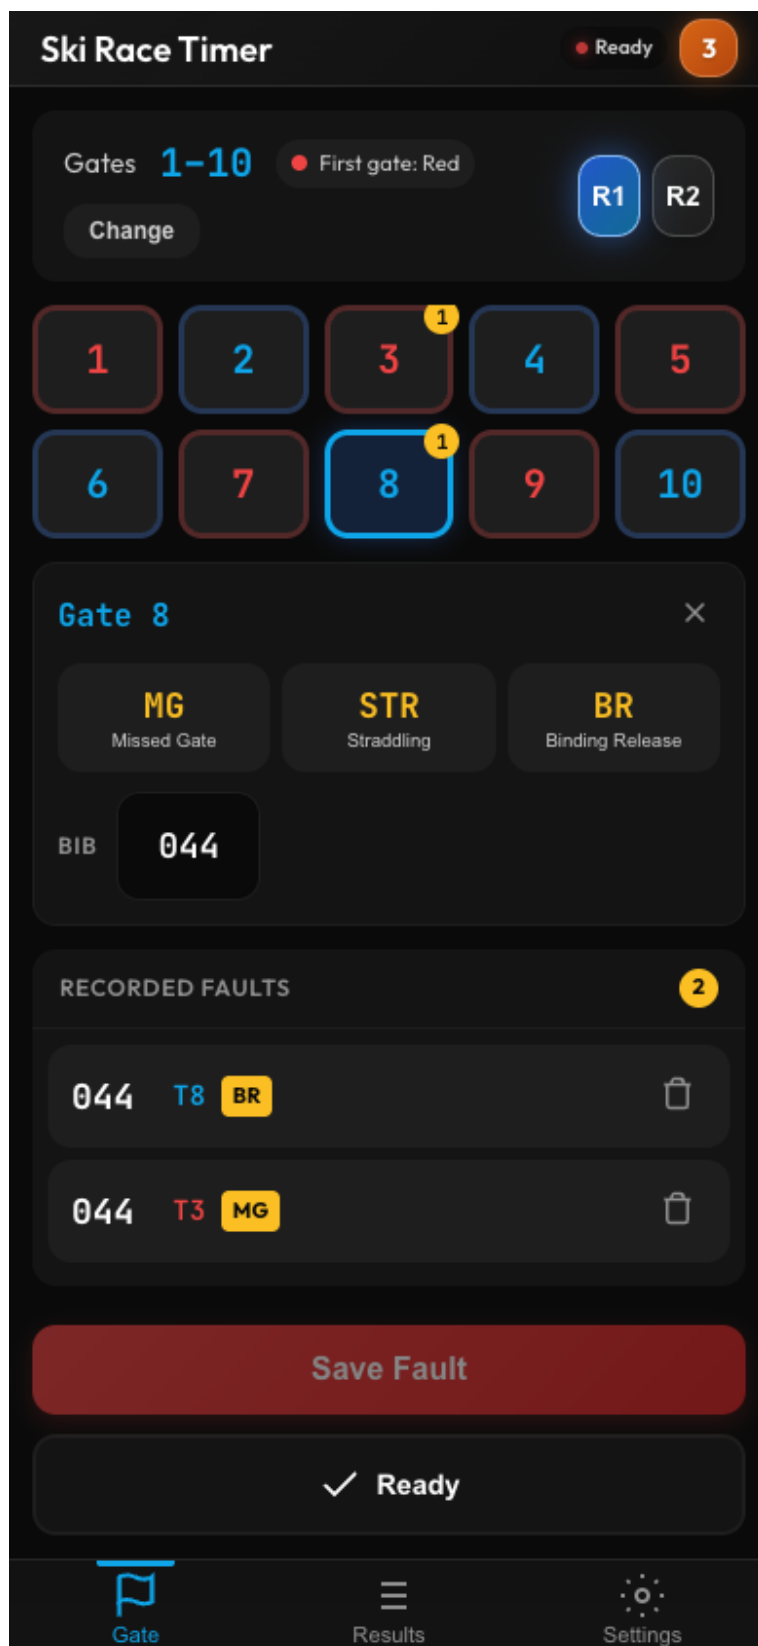 Ski Race Timer Ready 3
Gates 1–10 First gate: Red R1 R2
Change
1 2 3 1 4 5
6 7 8 1 9 10
Gate 8
MG STR BR
Missed Gate Straddling Binding Release
BIB 044
RECORDED FAULTS 2
044 T8 BR
044 T3 MG
Save Fault
Ready
Gate Results Settings